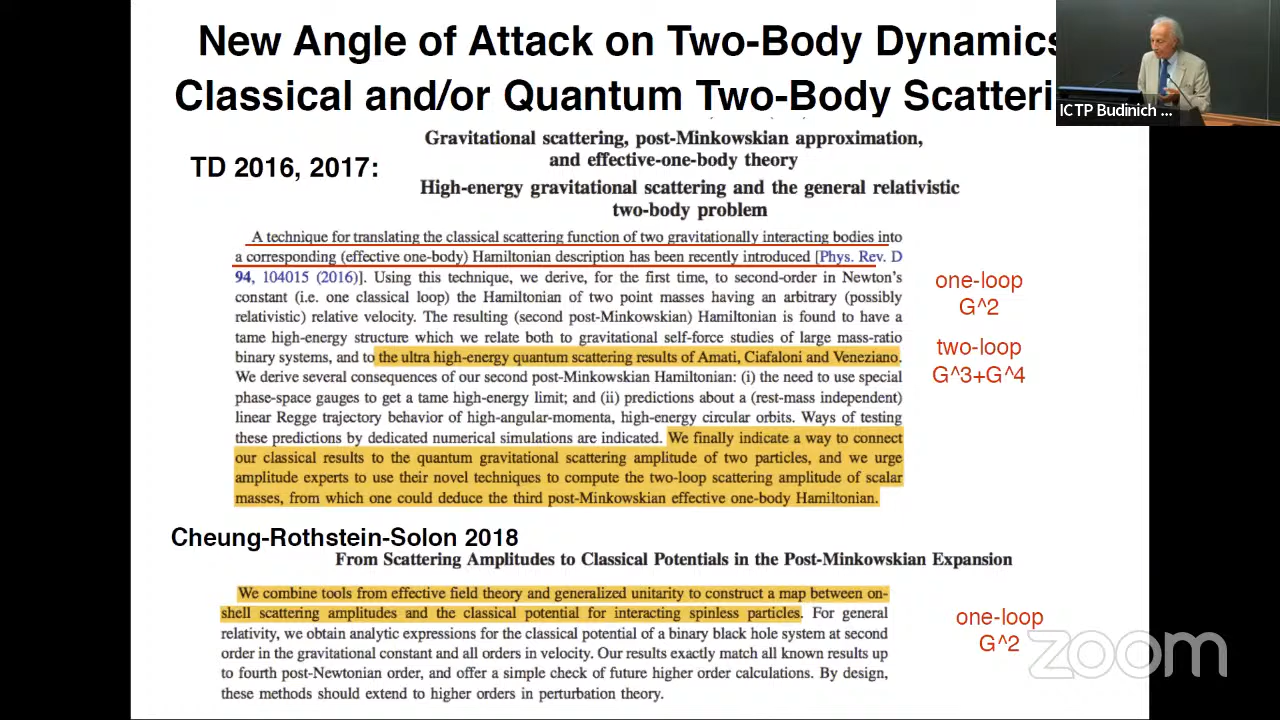 New Angle of Attack on Two-Body Dynamics
Classical and/or Quantum Two-Body Scatteri
ICTP Budinich ...
Gravitational scattering, post-Minkowskian approximation,
and effective-one-body theory
TD 2016, 2017:
High-energy gravitational scattering and the general relativistic
two-body problem
A technique for translating the classical scattering function of two gravitationally interacting bodies into
a corresponding (effective one-body) Hamiltonian description has been recently introduced [Phys. Rev. D
94, 104015 (2016)]. Using this technique, we derive, for the first time, to second-order in Newton's
constant (i.e. one classical loop) the Hamiltonian of two point masses having an arbitrary (possibly
relativistic) relative velocity. The resulting (second post-Minkowskian) Hamiltonian is found to have a
tame high-energy structure which we relate both to gravitational self-force studies of large mass-ratio
binary systems, and to the ultra high-energy quantum scattering results of Amati, Ciafaloni and Veneziano.
We derive several consequences of our second post-Minkowskian Hamiltonian: (i) the need to use special
phase-space gauges to get a tame high-energy limit; and (ii) predictions about a (rest-mass independent)
linear Regge trajectory behavior of high-angular-momenta, high-energy circular orbits. Ways of testing
these predictions by dedicated numerical simulations are indicated. We finally indicate a way to connect
our classical results to the quantum gravitational scattering amplitude of two particles, and we urge
amplitude experts to use their novel techniques to compute the two-loop scattering amplitude of scalar
masses, from which one could deduce the third post-Minkowskian effective one-body Hamiltonian.
one-loop
G^2
two-loop
G^3+G^4
Cheung-Rothstein-Solon 2018
From Scattering Amplitudes to Classical Potentials in the Post-Minkowskian Expansion
We combine tools from effective field theory and generalized unitarity to construct a map between on-
shell scattering amplitudes and the classical potential for interacting spinless particles. For general
relativity, we obtain analytic expressions for the classical potential of a binary black hole system at second
order in the gravitational constant and all orders in velocity. Our results exactly match all known results up
to fourth post-Newtonian order, and offer a simple check of future higher order calculations. By design,
these methods should extend to higher orders in perturbation theory.
one-loop
G^2
zoom